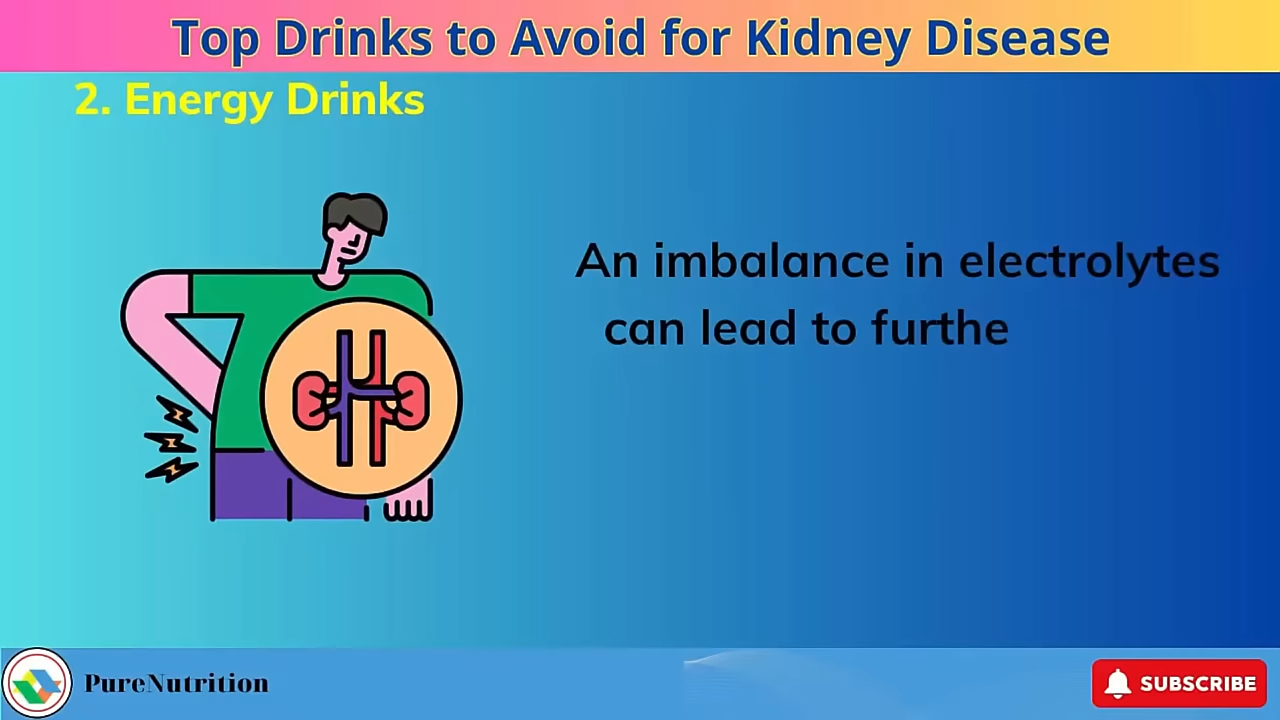 Top Drinks to Avoid for Kidney Disease
2. Energy Drinks
An imbalance in electrolytes
can lead to furthe
PureNutrition
SUBSCRIBE